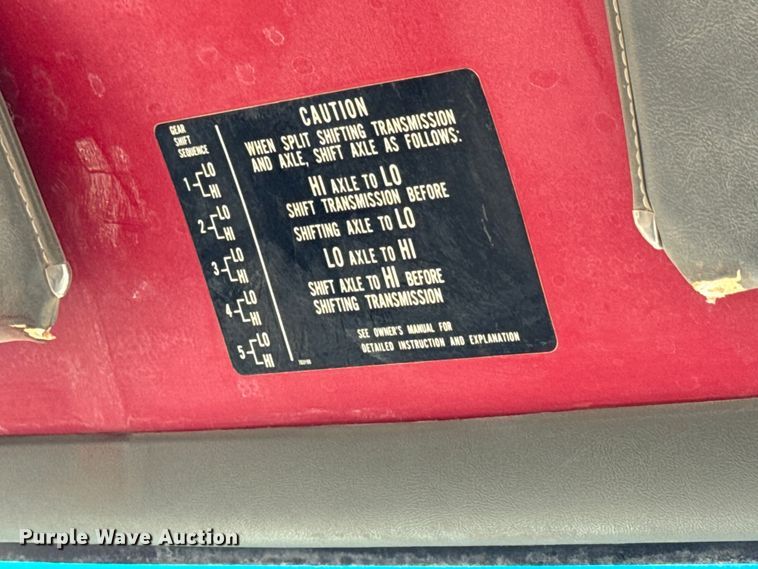 CAUTION
WHEN SPLIT SHIFTING TRANSMISSION
AND AXLE, SHIFT AXLE AS FOLLOWS:
HI AXLE TO LO
SHIFT TRANSMISSION BEFORE
SHIFTING AXLE TO LO
LO AXLE TO HI
SHIFT AXLE TO HI BEFORE
SHIFTING TRANSMISSION
SEE OWNER'S MANUAL FOR
DETAILED INSTRUCTION AND EXPLANATION
GEAR
SHIFT
SEQUENCE
LO
1
HI
LO
2
HI
LO
3
HI
LO
4
HI
LO
5
HI
Purple Wave Auction